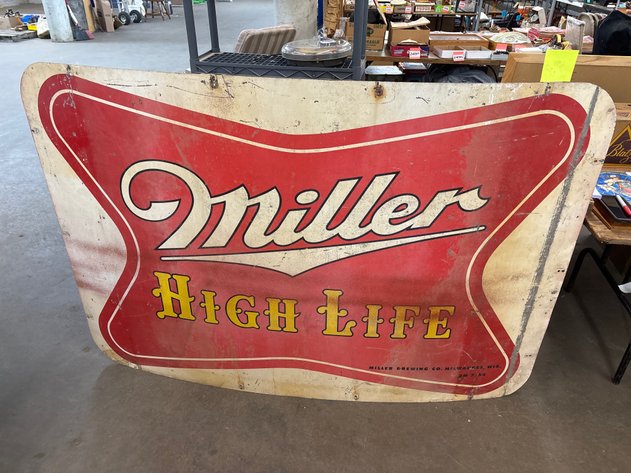 Miller
HIGH LIFE
MILLER BREWING CO. MILWAUKEE, WIS.